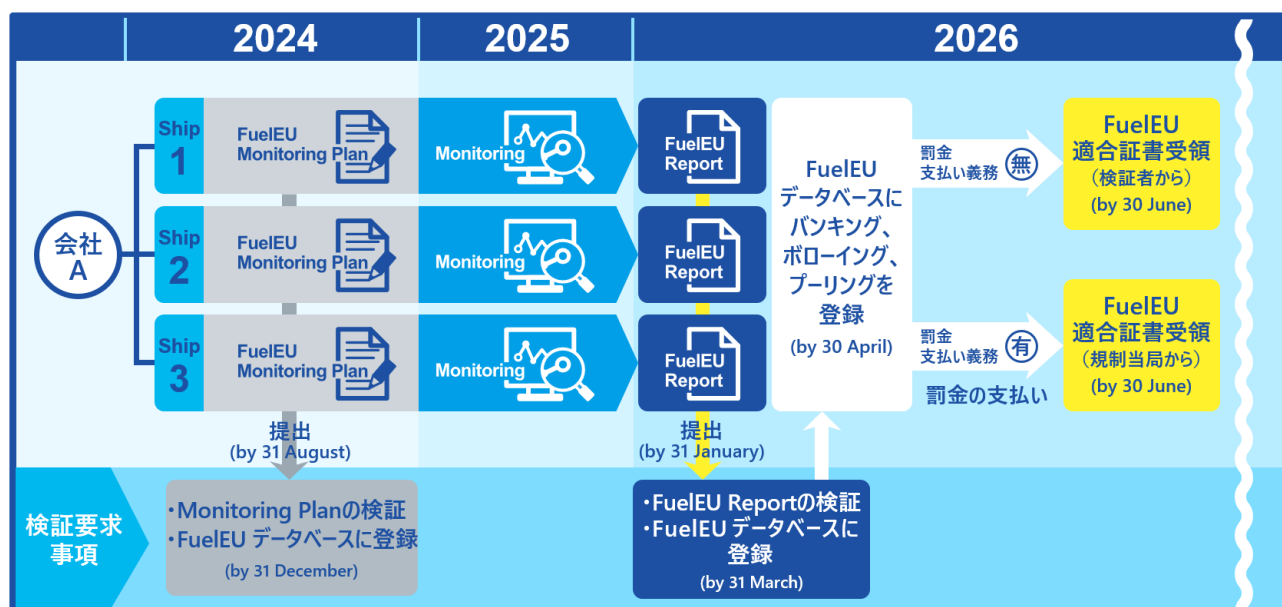 2024
2025
2026
会社
A
Ship
1
FuelEU
Monitoring Plan
Monitoring
FuelEU
Report
Ship
2
FuelEU
Monitoring Plan
Monitoring
FuelEU
Report
Ship
3
FuelEU
Monitoring Plan
Monitoring
FuelEU
Report
FuelEU
データベースに
バンキング、
ボローイング、
プーリングを
登録
(by 30 April)
罰金
支払い義務
無
FuelEU
適合証書受領
（検証者から）
(by 30 June)
罰金
支払い義務
有
罰金の支払い
FuelEU
適合証書受領
（規制当局から）
(by 30 June)
提出
(by 31 August)
提出
(by 31 January)
検証要求
事項
・Monitoring Planの検証
・FuelEU データベースに登録
(by 31 December)
・FuelEU Reportの検証
・FuelEU データベースに
登録
(by 31 March)